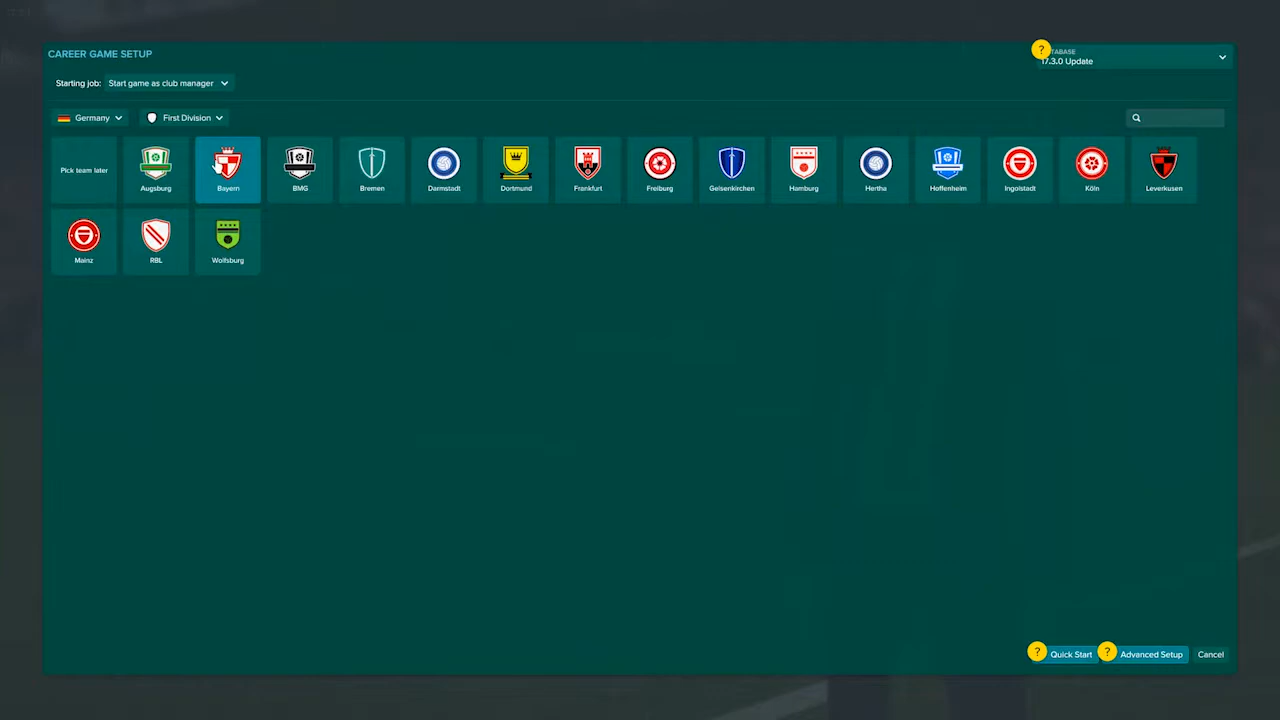 CAREER GAME SETUP
?
TABASE
17.3.0 Update
Starting job: Start game as club manager
Germany
First Division
Pick team later
Augsburg
Bayern
BMG
Bremen
Darmstadt
Dortmund
Frankfurt
Freiburg
Gelsenkirchen
Hamburg
Hertha
Hoffenheim
Ingolstadt
Köln
Leverkusen
Mainz
RBL
Wolfsburg
? Quick Start
? Advanced Setup
Cancel